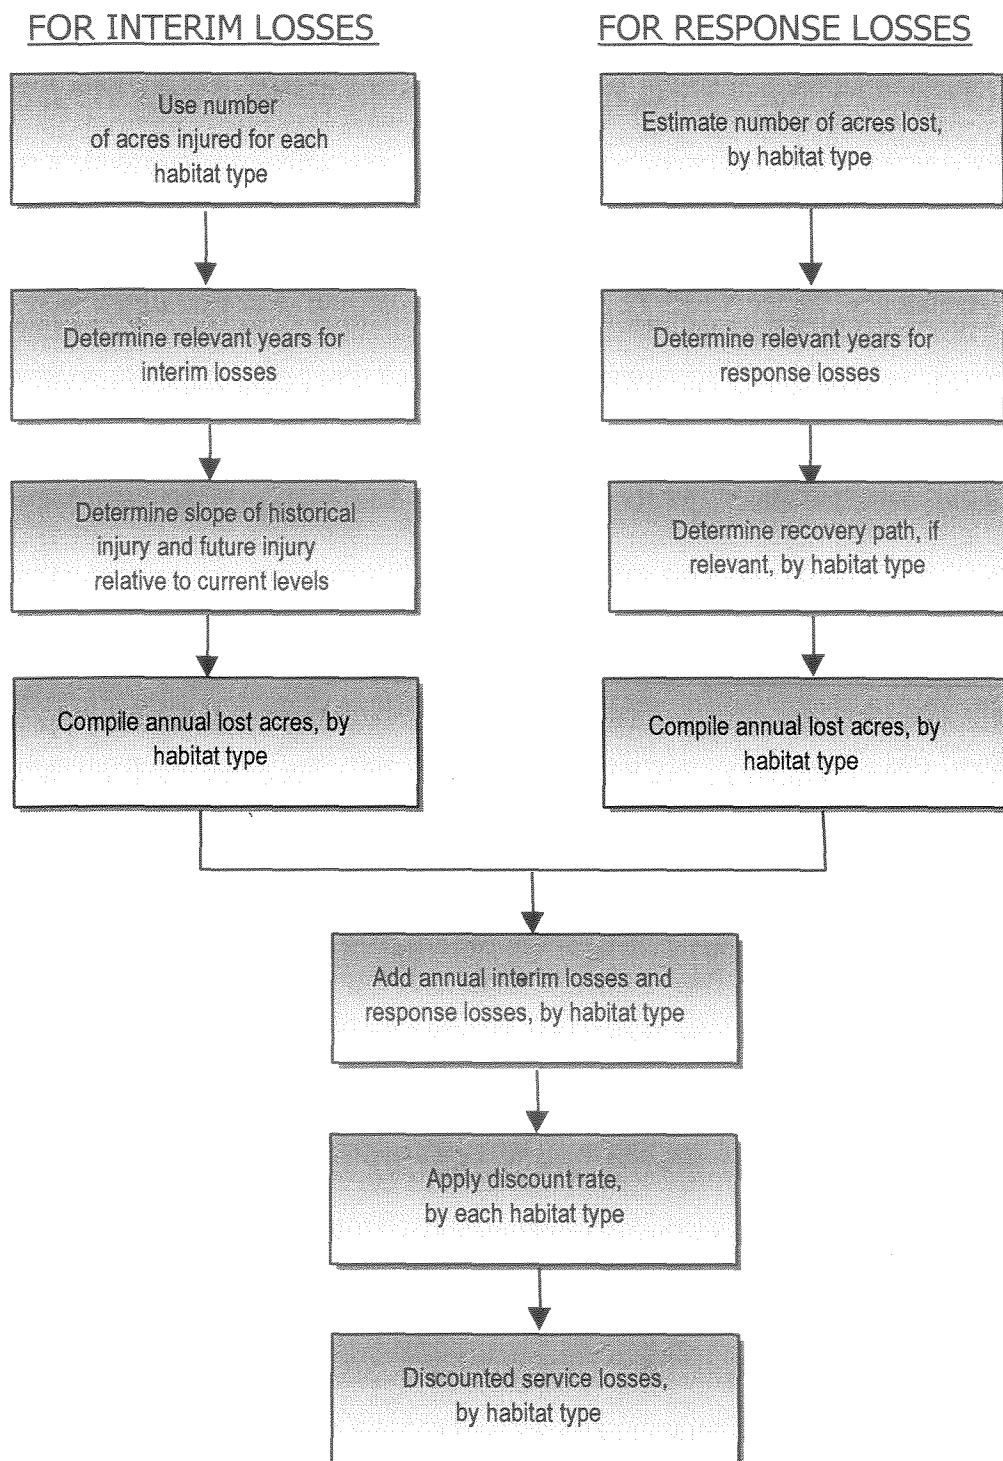 FOR INTERIM LOSSES
Use number
of acres injured for each
habitat type
Determine relevant years for
interim losses
Determine slope of historical
injury and future injury
relative to current levels
Compile annual lost acres, by
habitat type
FOR RESPONSE LOSSES
Estimate number of acres lost,
by habitat type
Determine relevant years for
response losses
Determine recovery path, if
relevant, by habitat type
Compile annual lost acres, by
habitat type
Add annual interim losses and
response losses, by habitat type
Apply discount rate,
by each habitat type
Discounted service losses,
by habitat type